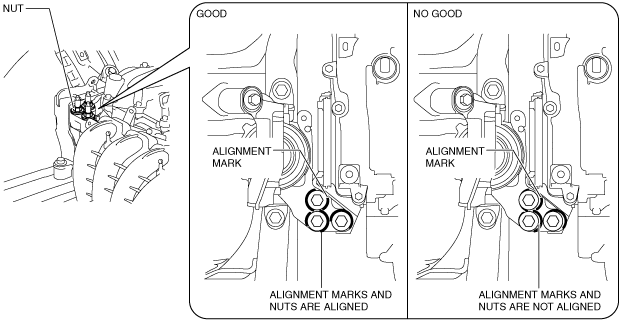 NUT
GOOD
ALIGNMENT
MARK
ALIGNMENT MARKS AND
NUTS ARE ALIGNED
NO GOOD
ALIGNMENT
MARK
ALIGNMENT MARKS AND
NUTS ARE NOT ALIGNED